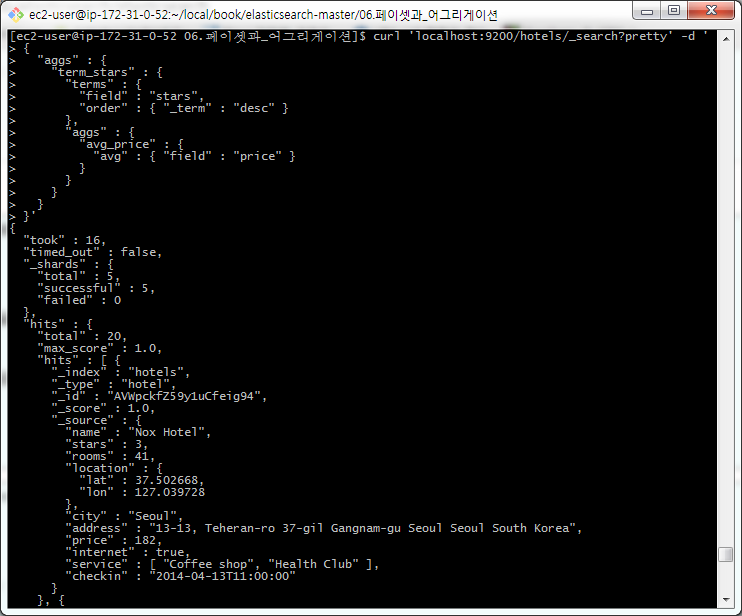 ec2-user@ip-172-31-0-52:~/local/book/elasticsearch-master/06.페이셋과_어그리게이션
[ec2-user@ip-172-31-0-52 06.페이셋과_어그리게이션]$ curl 'localhost:9200/hotels/_search?pretty' -d '
> {
>   "aggs" : {
>     "term_stars" : {
>       "terms" : {
>         "field" : "stars",
>         "order" : { "_term" : "desc" }
>       },
>       "aggs" : {
>         "avg_price" : {
>           "avg" : { "field" : "price" }
>         }
>       }
>     }
>   }
> }'
{
  "took" : 16,
  "timed_out" : false,
  "_shards" : {
    "total" : 5,
    "successful" : 5,
    "failed" : 0
  },
  "hits" : {
    "total" : 20,
    "max_score" : 1.0,
    "hits" : [ {
      "_index" : "hotels",
      "_type" : "hotel",
      "_id" : "AVWpckfZ59y1uCfeig94",
      "_score" : 1.0,
      "_source" : {
        "name" : "Nox Hotel",
        "stars" : 3,
        "rooms" : 41,
        "location" : {
          "lat" : 37.502668,
          "lon" : 127.039728
        },
        "city" : "Seoul",
        "address" : "13-13, Teheran-ro 37-gil Gangnam-gu Seoul Seoul South Korea",
        "price" : 182,
        "internet" : true,
        "service" : [ "Coffee shop", "Health Club" ],
        "checkin" : "2014-04-13T11:00:00"
      }
    }, {